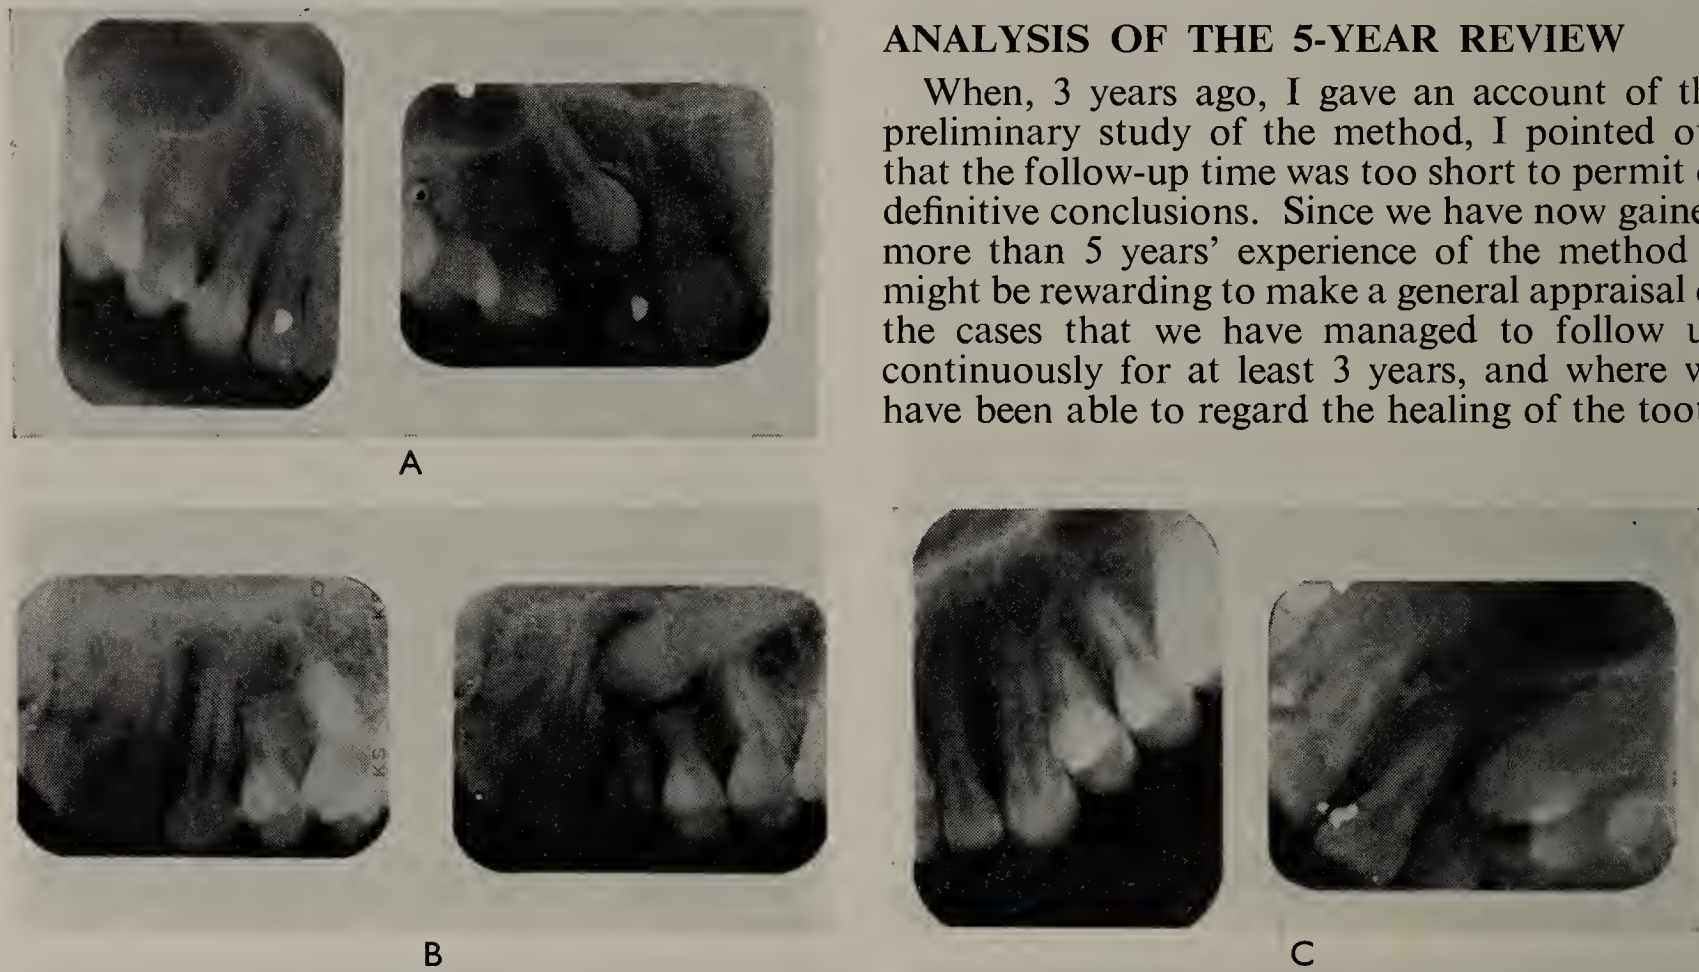 ANALYSIS OF THE 5-YEAR REVIEW
When, 3 years ago, I gave an account of
preliminary study of the method, I pointed
that the follow-up time was too short to permit
definitive conclusions. Since we have now
more than 5 years' experience of the method
might be rewarding to make a general appraisal
the cases that we have managed to follow
continuously for at least 3 years, and where
have been able to regard the healing of the
A
KS
B
C